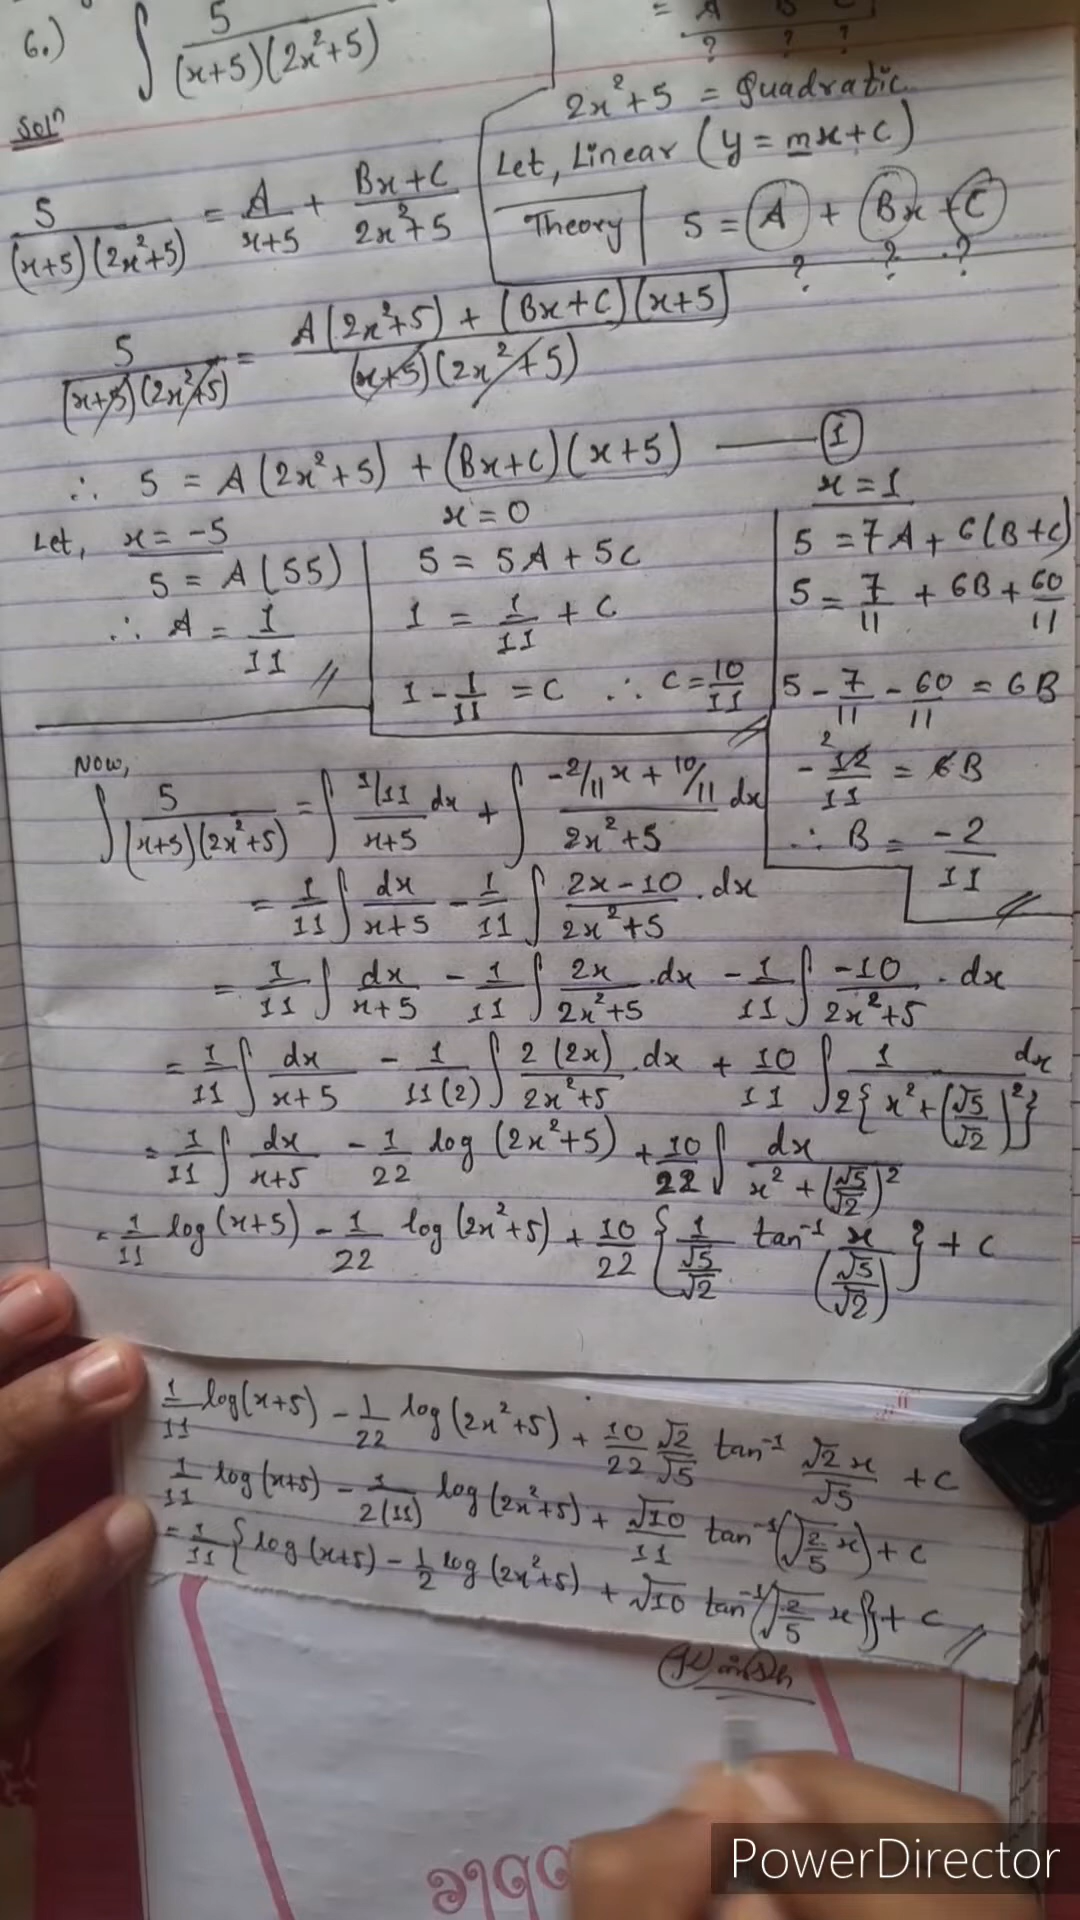 6.) ∫ 5/((x+5)(2x²+5))
= A B C
? ? ?
Solⁿ
2x²+5 = Quadratic
Let, Linear (y = mx+c)
Theory 5 = A + Bx + C
? ? ?
5/((x+5)(2x²+5)) = A/(x+5) + (Bx+C)/(2x²+5)
5/((x+5)(2x²+5)) = (A(2x²+5) + (Bx+C)(x+5))/((x+5)(2x²+5))
∴ 5 = A(2x²+5) + (Bx+C)(x+5) —— 1
Let, x = -5
5 = A(55)
∴ A = 1/11 //
x = 0
5 = 5A + 5C
1 = 1/11 + C
1 - 1/11 = C ∴ C = 10/11 //
x = 1
5 = 7A + 6(B+C)
5 = 7/11 + 6B + 60/11
5 - 7/11 - 60/11 = 6B
- 12/11 = 6B
2
∴ B = -2/11 //
Now,
∫ 5/((x+5)(2x²+5)) = ∫ (1/11)/(x+5) dx + ∫ (-2/11 x + 10/11)/(2x²+5) dx
= 1/11 ∫ dx/(x+5) - 1/11 ∫ (2x-10)/(2x²+5) . dx
= 1/11 ∫ dx/(x+5) - 1/11 ∫ 2x/(2x²+5) .dx - 1/11 ∫ -10/(2x²+5) . dx
= 1/11 ∫ dx/(x+5) - 1/11(2) ∫ 2(2x)/(2x²+5) .dx + 10/11 ∫ 1/(2{x²+(√5/√2)²}) dx
= 1/11 ∫ dx/(x+5) - 1/22 log (2x²+5) + 10/22 ∫ dx/(x² + (√5/√2)²)
= 1/11 log(x+5) - 1/22 log(2x²+5) + 10/22 {1/(√5/√2) tan⁻¹ x/(√5/√2)} + C
1/11 log(x+5) - 1/22 log(2x²+5) + 10/22 √2/√5 tan⁻¹ √2x/√5 + C
1/11 log(x+5) - 1/2(11) log(2x²+5) + √10/11 tan⁻¹(√(2/5) x) + C
= 1/11 {log(x+5) - 1/2 log(2x²+5) + √10 tan⁻¹(√(2/5) x)} + C //
PowerDirector